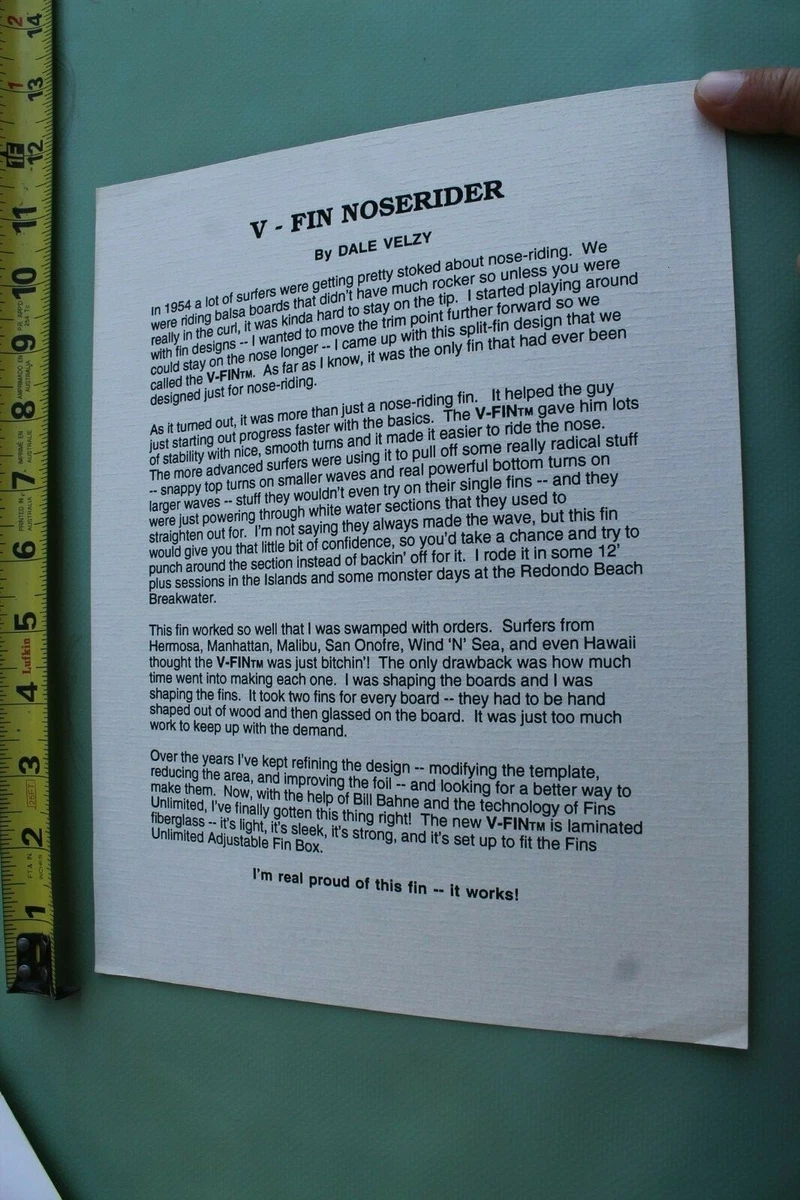 V - FIN NOSERIDER
By DALE VELZY
In 1954 a lot of surfers were getting pretty stoked about nose-riding. We
were riding balsa boards that didn't have much rocker so unless you were
really in the curl, it was kinda hard to stay on the tip. I started playing around
with fin designs -- I wanted to move the trim point further forward so we
could stay on the nose longer -- I came up with this split-fin design that we
called the V-FINTM. As far as I know, it was the only fin that had ever been
designed just for nose-riding.
As it turned out, it was more than just a nose-riding fin. It helped the guy
just starting out progress faster with the basics. The V-FINTM gave him lots
of stability with nice, smooth turns and it made it easier to ride the nose.
The more advanced surfers were using it to pull off some really radical stuff
-- snappy top turns on smaller waves and real powerful bottom turns on
larger waves -- stuff they wouldn't even try on their single fins -- and they
were just powering through white water sections that they used to
straighten out for. I'm not saying they always made the wave, but this fin
would give you that little bit of confidence, so you'd take a chance and try to
punch around the section instead of backin' off for it. I rode it in some 12'
plus sessions in the Islands and some monster days at the Redondo Beach
Breakwater.
This fin worked so well that I was swamped with orders. Surfers from
Hermosa, Manhattan, Malibu, San Onofre, Wind 'N' Sea, and even Hawaii
thought the V-FINTM was just bitchin'! The only drawback was how much
time went into making each one. I was shaping the boards and I was
shaping the fins. It took two fins for every board -- they had to be hand
shaped out of wood and then glassed on the board. It was just too much
work to keep up with the demand.
Over the years I've kept refining the design -- modifying the template,
reducing the area, and improving the foil -- and looking for a better way to
make them. Now, with the help of Bill Bahne and the technology of Fins
Unlimited, I've finally gotten this thing right! The new V-FINTM is laminated
fiberglass -- it's light, it's sleek, it's strong, and it's set up to fit the Fins
Unlimited Adjustable Fin Box.
I'm real proud of this fin -- it works!
2 14
1 13
1F 12
11
10
9
8
7
6
5
Lufkin
4
3
2
1